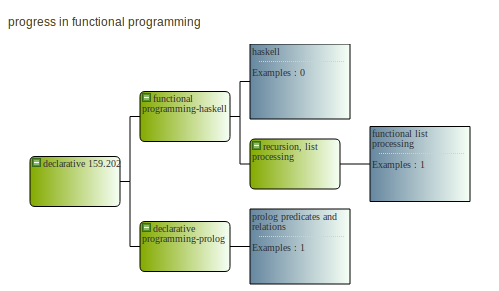 progress in functional programming
haskell
Examples : 0
functional
programming-haskell
recursion, list
processing
functional list
processing
Examples : 1
declarative 159.202
declarative
programming-prolog
prolog predicates and
relations
Examples : 1